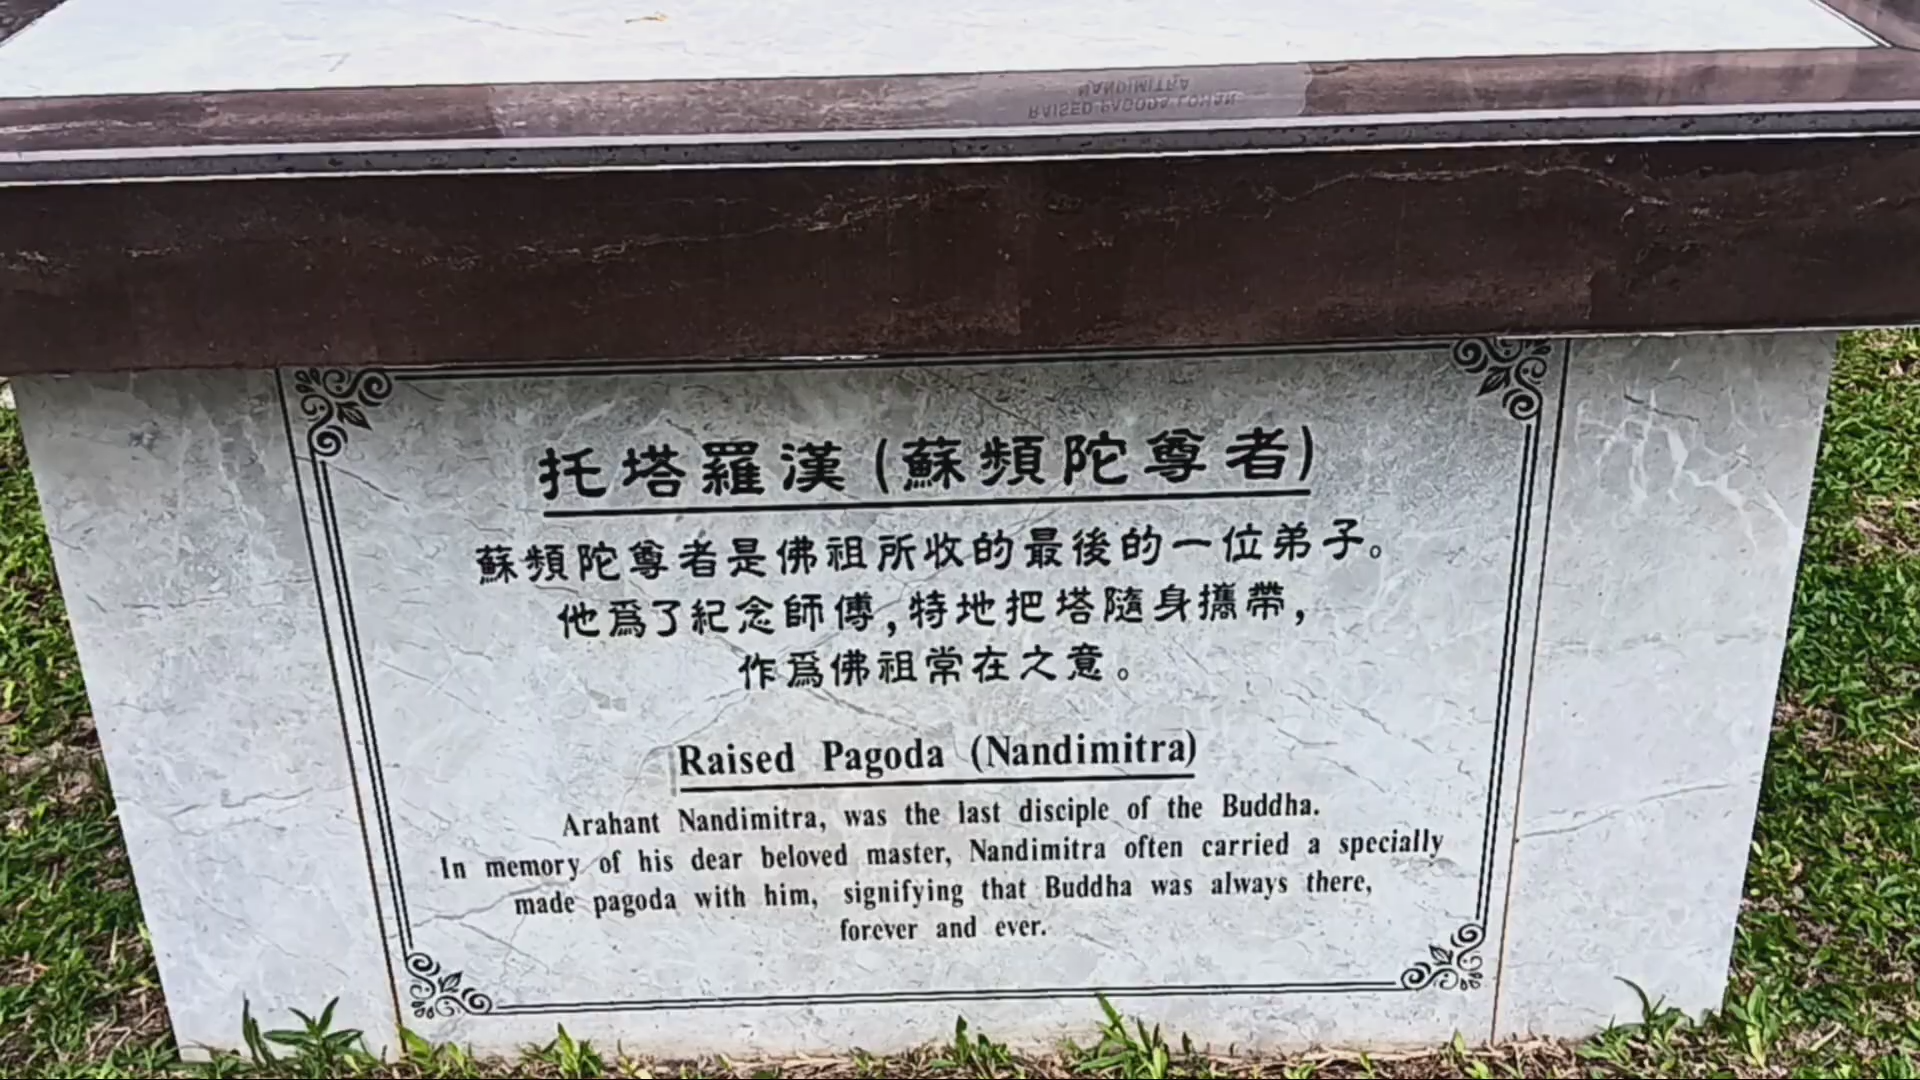 RAISED PAGODA LOHAN
NANDIMITRA
托塔羅漢(蘇頻陀尊者)
蘇頻陀尊者是佛祖所收的最後的一位弟子。
他爲了紀念師傅,特地把塔隨身攜帶,
作爲佛祖常在之意。
Raised Pagoda (Nandimitra)
Arahant Nandimitra, was the last disciple of the Buddha.
In memory of his dear beloved master, Nandimitra often carried a specially
made pagoda with him, signifying that Buddha was always there,
forever and ever.